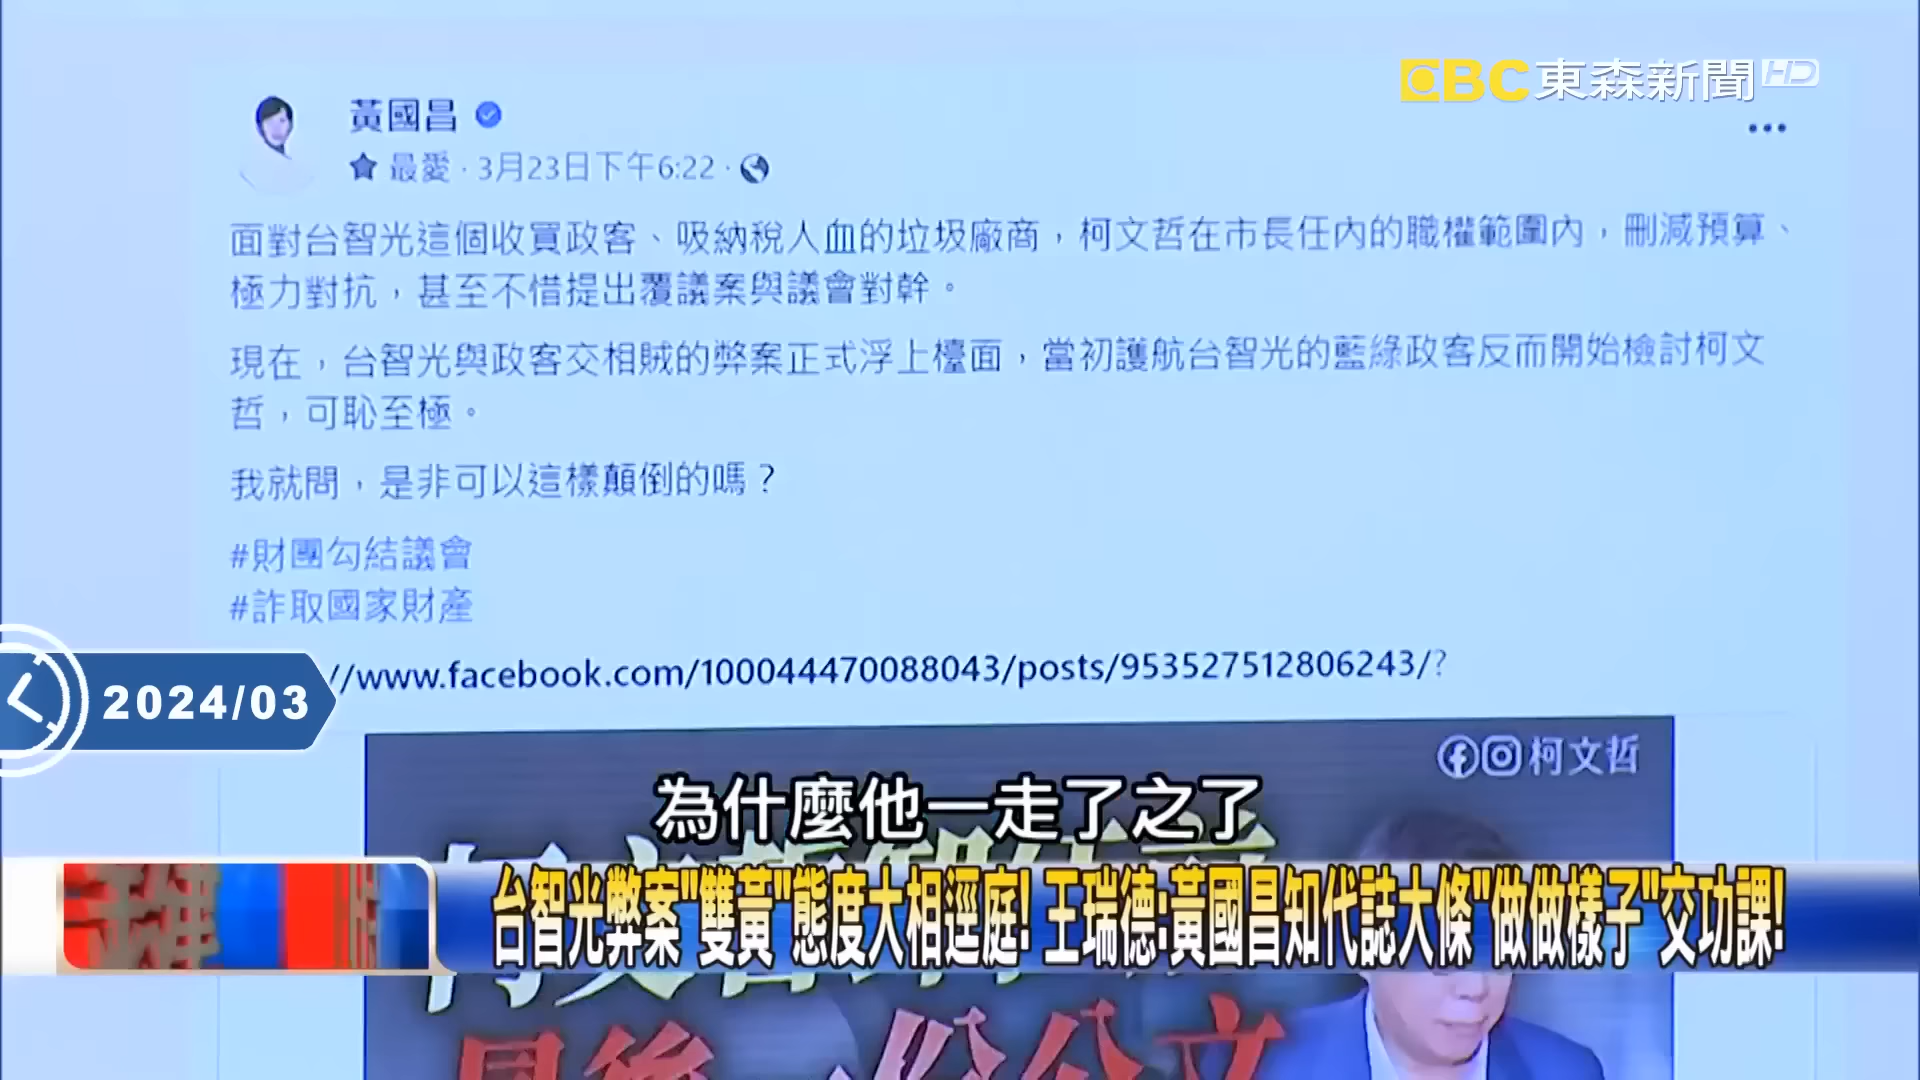 EBC 東森新聞 HD
黃國昌
最愛 · 3月23日下午6:22 ·
面對台智光這個收買政客、吸納稅人血的垃圾廠商，柯文哲在市長任內的職權範圍內，刪減預算、
極力對抗，甚至不惜提出覆議案與議會對幹。
現在，台智光與政客交相賊的弊案正式浮上檯面，當初護航台智光的藍綠政客反而開始檢討柯文
哲，可恥至極。
我就問，是非可以這樣顛倒的嗎？
#財團勾結議會
#詐取國家財產
//www.facebook.com/100044470088043/posts/953527512806243/?
2024/03
柯文哲
為什麼他一走了之了
台智光弊案"雙黃"態度大相逕庭! 王瑞德:黃國昌知代誌大條"做做樣子"交功課!
最後一份公文